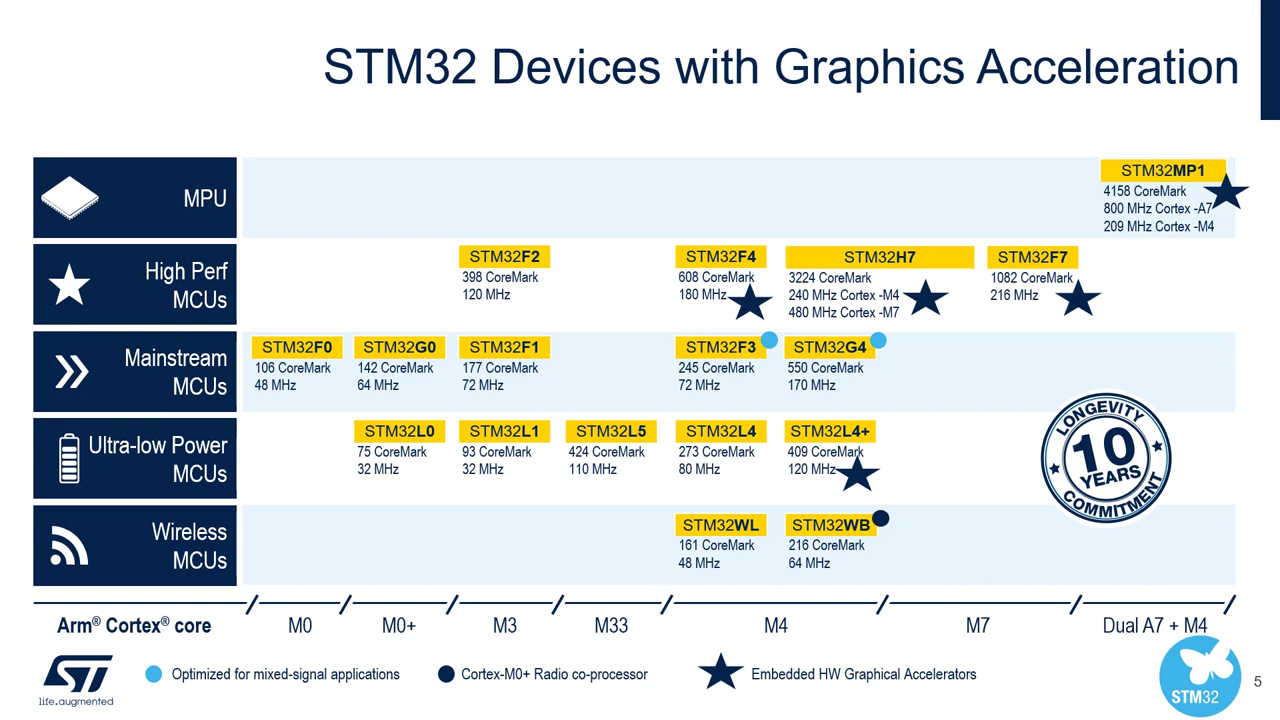 STM32 Devices with Graphics Acceleration
MPU
STM32MP1
4158 CoreMark
800 MHz Cortex -A7
209 MHz Cortex -M4
High Perf
MCUs
STM32F2
398 CoreMark
120 MHz
STM32F4
608 CoreMark
180 MHz
STM32H7
3224 CoreMark
240 MHz Cortex -M4
480 MHz Cortex -M7
STM32F7
1082 CoreMark
216 MHz
Mainstream
MCUs
STM32F0
106 CoreMark
48 MHz
STM32G0
142 CoreMark
64 MHz
STM32F1
177 CoreMark
72 MHz
STM32F3
245 CoreMark
72 MHz
STM32G4
550 CoreMark
170 MHz
Ultra-low Power
MCUs
STM32L0
75 CoreMark
32 MHz
STM32L1
93 CoreMark
32 MHz
STM32L5
424 CoreMark
110 MHz
STM32L4
273 CoreMark
80 MHz
STM32L4+
409 CoreMark
120 MHz
LONGEVITY
10
YEARS
COMMITMENT
Wireless
MCUs
STM32WL
161 CoreMark
48 MHz
STM32WB
216 CoreMark
64 MHz
Arm® Cortex® core
M0
M0+
M3
M33
M4
M7
Dual A7 + M4
ST
life.augmented
Optimized for mixed-signal applications
Cortex-M0+ Radio co-processor
Embedded HW Graphical Accelerators
STM32
5